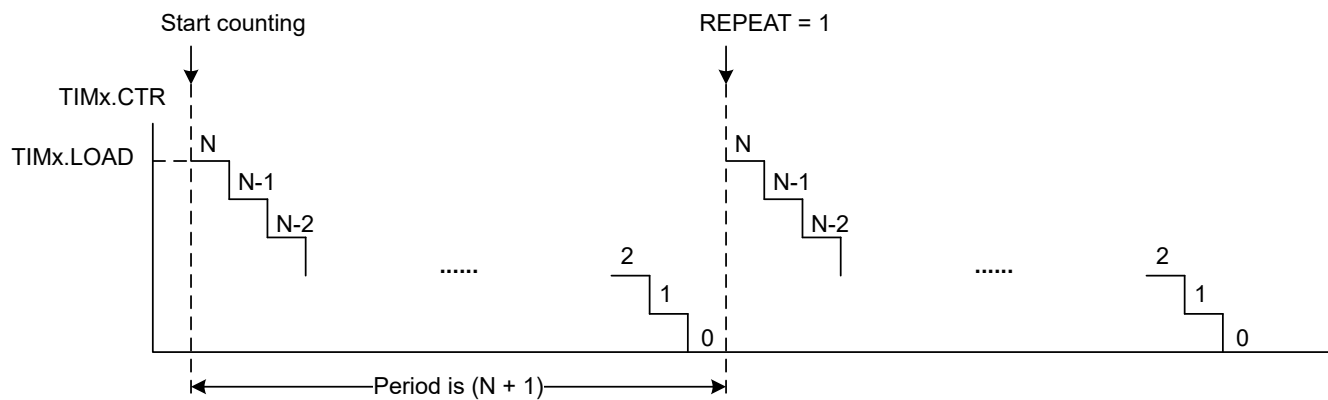 Start counting
REPEAT = 1
TIMx.CTR
TIMx.LOAD
N
N-1
N-2
......
2
1
0
N
N-1
N-2
......
2
1
0
Period is (N + 1)